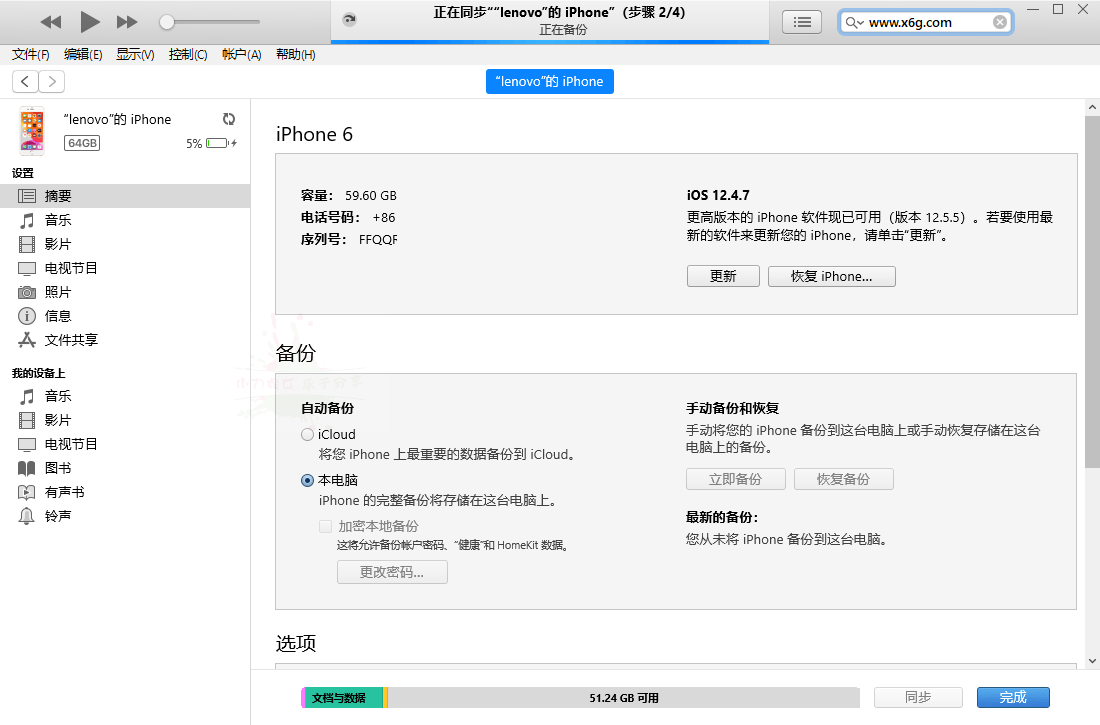 正在同步““lenovo”的 iPhone”（步骤 2/4）
正在备份
www.x6g.com
文件(F) 编辑(E) 显示(V) 控制(C) 帐户(A) 帮助(H)
“lenovo”的 iPhone
“lenovo”的 iPhone
64GB
5%
设置
摘要
音乐
影片
电视节目
照片
信息
文件共享
我的设备上
音乐
影片
电视节目
图书
有声书
铃声
iPhone 6
容量： 59.60 GB
电话号码： +86
序列号： FFQQF
iOS 12.4.7
更高版本的 iPhone 软件现已可用（版本 12.5.5）。若要使用最
新的软件来更新您的 iPhone，请单击“更新”。
更新
恢复 iPhone...
备份
自动备份
iCloud
将您 iPhone 上最重要的数据备份到 iCloud。
本电脑
iPhone 的完整备份将存储在这台电脑上。
加密本地备份
这将允许备份帐户密码、“健康”和 HomeKit 数据。
更改密码...
手动备份和恢复
手动将您的 iPhone 备份到这台电脑上或手动恢复存储在这台
电脑上的备份。
立即备份
恢复备份
最新的备份：
您从未将 iPhone 备份到这台电脑。
选项
文档与数据
51.24 GB 可用
同步
完成